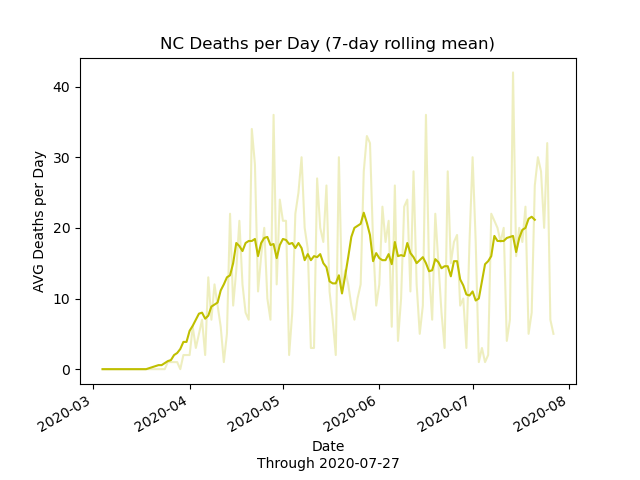 NC Deaths per Day (7-day rolling mean)
AVG Deaths per Day
40
30
20
10
0
2020-03
2020-04
2020-05
2020-06
2020-07
2020-08
Date
Through 2020-07-27